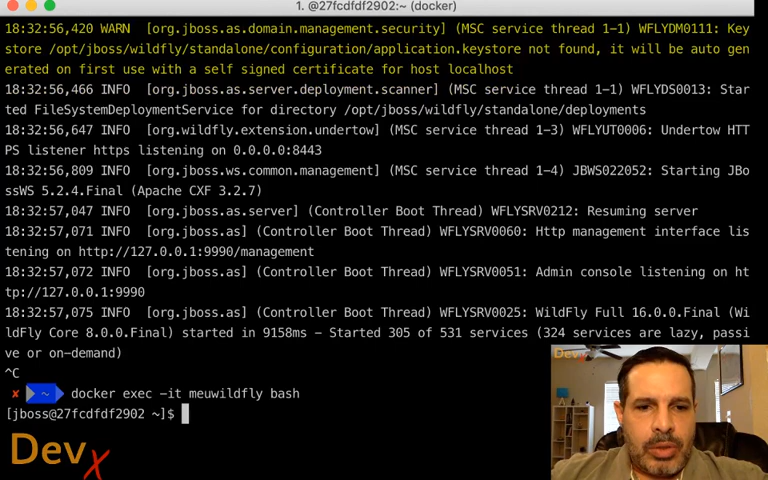 1. @27fcdfdf2902:~ (docker)
18:32:56,420 WARN  [org.jboss.as.domain.management.security] (MSC service thread 1-1) WFLYDM0111: Key
store /opt/jboss/wildfly/standalone/configuration/application.keystore not found, it will be auto gen
erated on first use with a self signed certificate for host localhost
18:32:56,466 INFO  [org.jboss.as.server.deployment.scanner] (MSC service thread 1-1) WFLYDS0013: Star
ted FileSystemDeploymentService for directory /opt/jboss/wildfly/standalone/deployments
18:32:56,647 INFO  [org.wildfly.extension.undertow] (MSC service thread 1-3) WFLYUT0006: Undertow HTT
PS listener https listening on 0.0.0.0:8443
18:32:56,809 INFO  [org.jboss.ws.common.management] (MSC service thread 1-4) JBWS022052: Starting JBo
ssWS 5.2.4.Final (Apache CXF 3.2.7)
18:32:57,047 INFO  [org.jboss.as.server] (Controller Boot Thread) WFLYSRV0212: Resuming server
18:32:57,071 INFO  [org.jboss.as] (Controller Boot Thread) WFLYSRV0060: Http management interface lis
tening on http://127.0.0.1:9990/management
18:32:57,072 INFO  [org.jboss.as] (Controller Boot Thread) WFLYSRV0051: Admin console listening on ht
tp://127.0.0.1:9990
18:32:57,075 INFO  [org.jboss.as] (Controller Boot Thread) WFLYSRV0025: WildFly Full 16.0.0.Final (Wi
ldFly Core 8.0.0.Final) started in 9158ms - Started 305 of 531 services (324 services are lazy, passi
ve or on-demand)
^C
✘ ~ docker exec -it meuwildfly bash
[jboss@27fcdfdf2902 ~]$
DevX
Devx